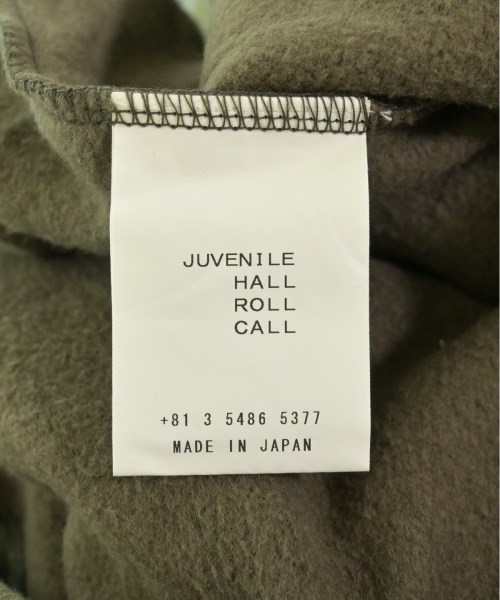 JUVENILE
HALL
ROLL
CALL
+81 3 5486 5377
MADE IN JAPAN